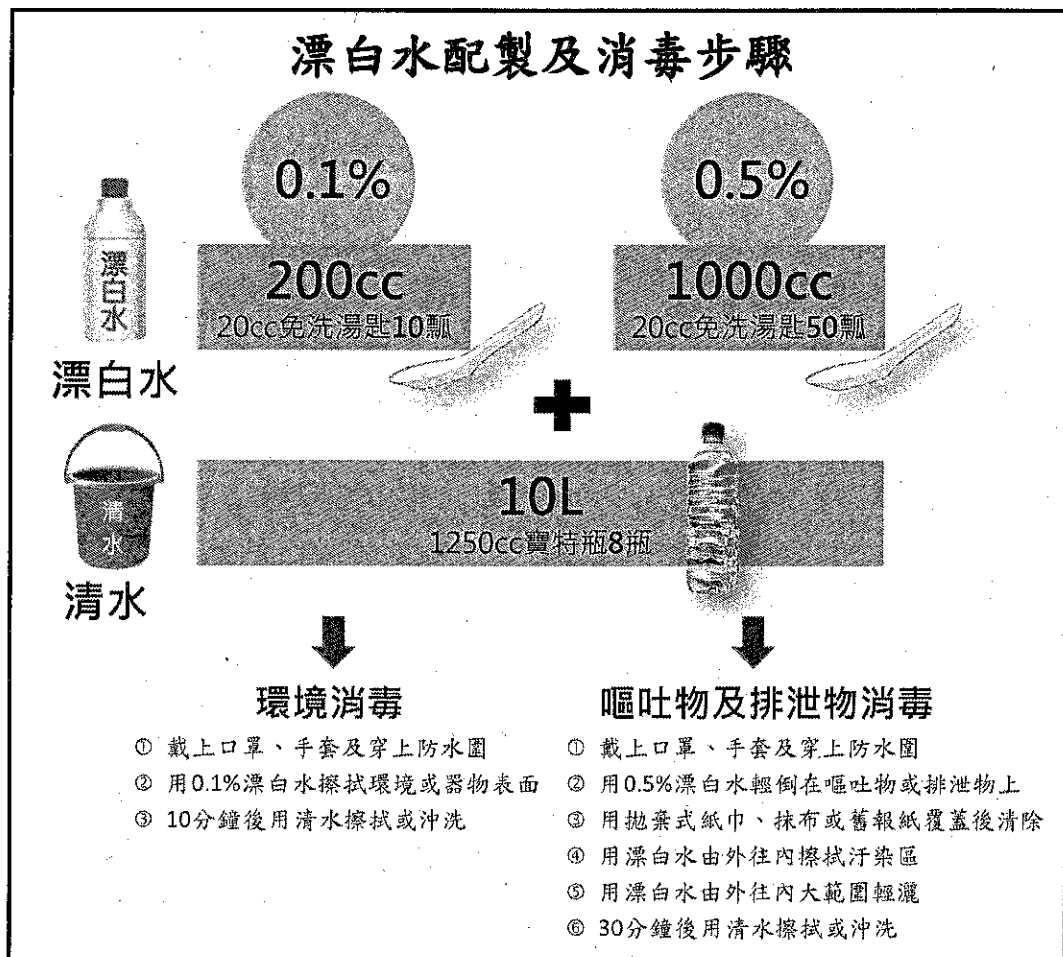 漂白水配製及消毒步驟
0.1%
0.5%
漂白水
200cc
20cc免洗湯匙10瓢
1000cc
20cc免洗湯匙50瓢
漂白水
清水
10L
1250cc寶特瓶8瓶
清水
環境消毒
① 戴上口罩、手套及穿上防水圍
② 用0.1%漂白水擦拭環境或器物表面
③ 10分鐘後用清水擦拭或沖洗
嘔吐物及排泄物消毒
① 戴上口罩、手套及穿上防水圍
② 用0.5%漂白水輕倒在嘔吐物或排泄物上
③ 用拋棄式紙巾、抹布或舊報紙覆蓋後清除
④ 用漂白水由外往內擦拭汙染區
⑤ 用漂白水由外往內大範圍輕灑
⑥ 30分鐘後用清水擦拭或沖洗